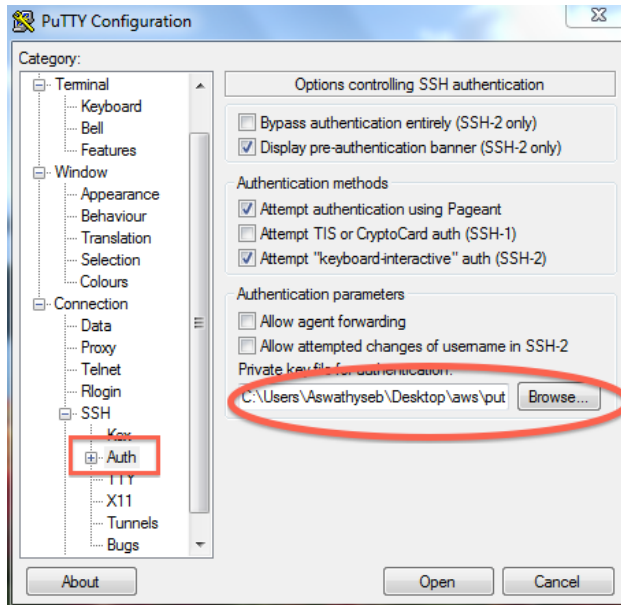 PuTTY Configuration
Category:
Terminal
Keyboard
Bell
Features
Window
Appearance
Behaviour
Translation
Selection
Colours
Connection
Data
Proxy
Telnet
Rlogin
SSH
Kex
Auth
TTY
X11
Tunnels
Bugs
Options controlling SSH authentication
Bypass authentication entirely (SSH-2 only)
Display pre-authentication banner (SSH-2 only)
Authentication methods
Attempt authentication using Pageant
Attempt TIS or CryptoCard auth (SSH-1)
Attempt "keyboard-interactive" auth (SSH-2)
Authentication parameters
Allow agent forwarding
Allow attempted changes of username in SSH-2
Private key file for authentication:
C:\Users\Aswathyseb\Desktop\aws\put Browse...
About Open Cancel